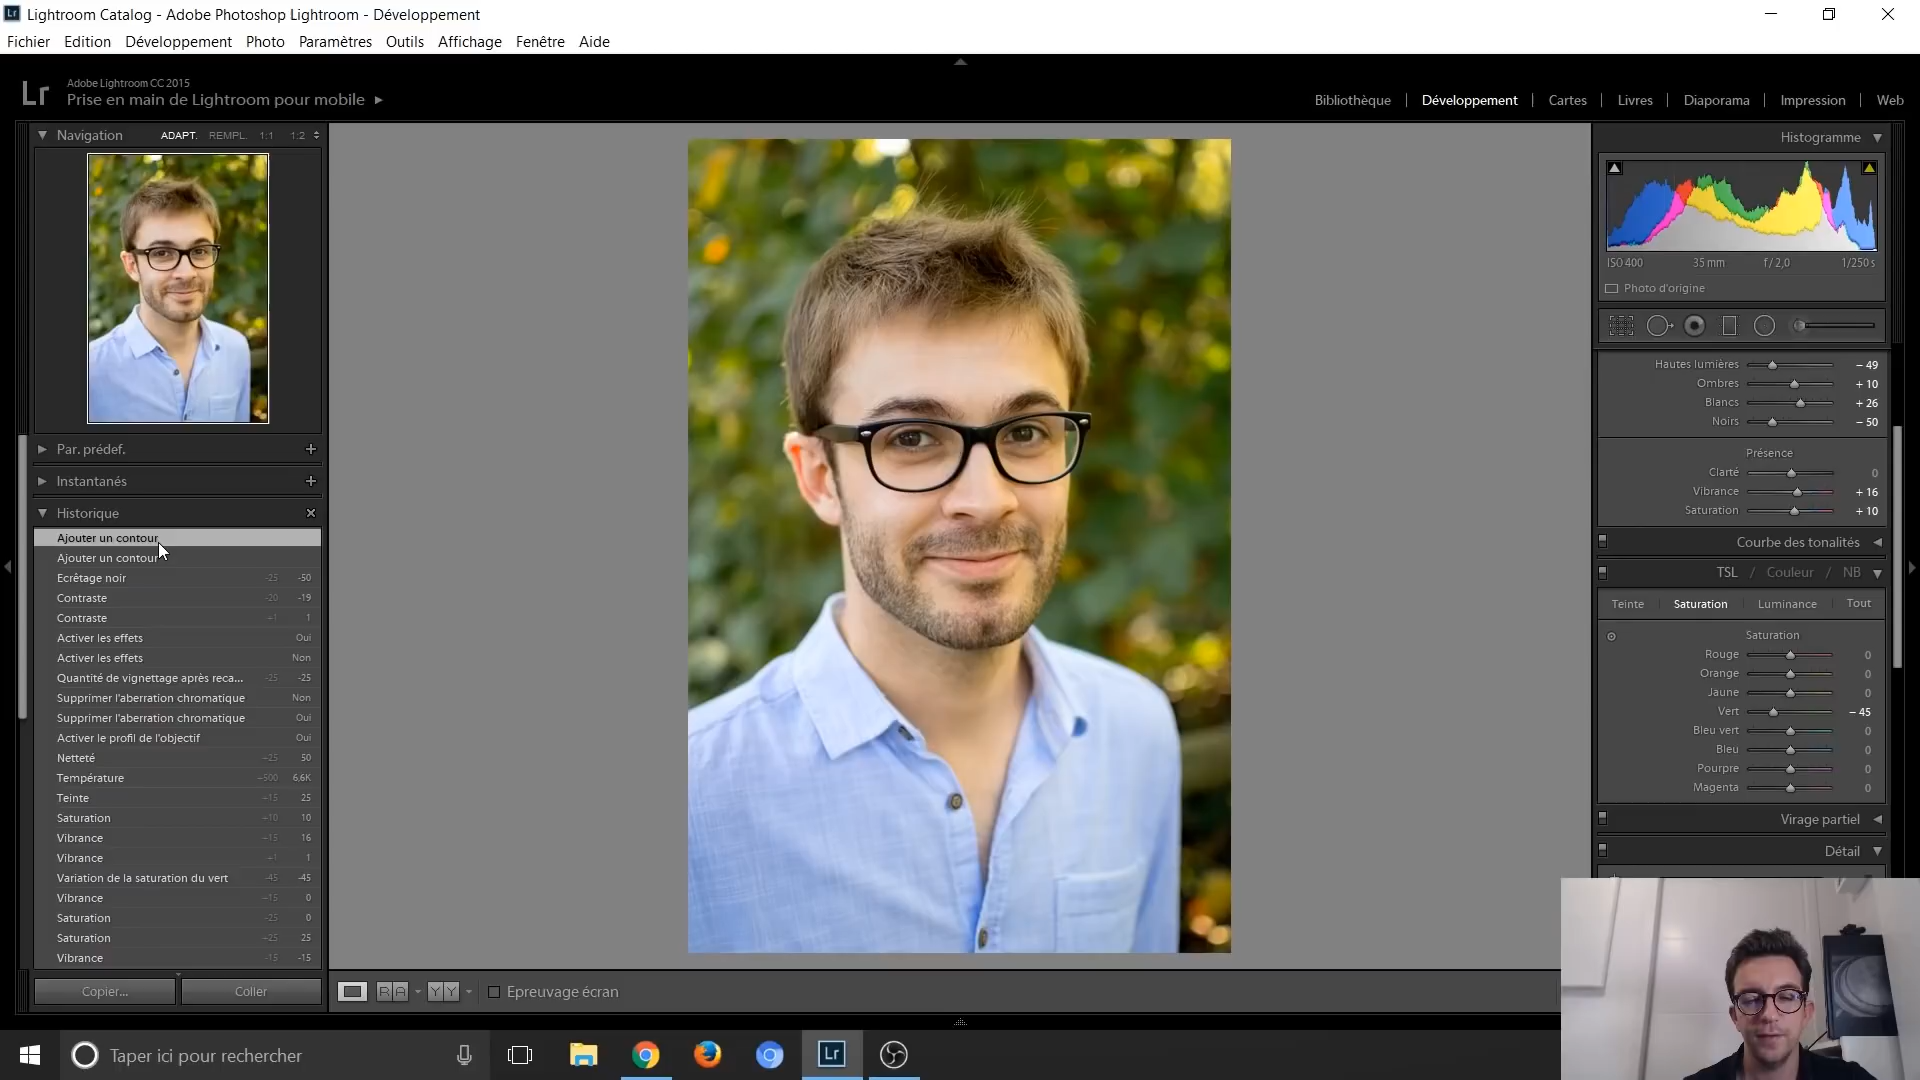 Lightroom Catalog - Adobe Photoshop Lightroom - Développement
Fichier Edition Développement Photo Paramètres Outils Affichage Fenêtre Aide
Lr Adobe Lightroom CC 2015
Prise en main de Lightroom pour mobile
Bibliothèque | Développement | Cartes | Livres | Diaporama | Impression | Web
Navigation ADAPT. REMPL. 1:1 1:2
Par. prédef. +
Instantanés +
Historique
Ajouter un contour
Ajouter un contour
Ecrêtage noir -25 -50
Contraste -20 -19
Contraste +1 1
Activer les effets Oui
Activer les effets Non
Quantité de vignettage après reca... -25 -25
Supprimer l'aberration chromatique Non
Supprimer l'aberration chromatique Oui
Activer le profil de l'objectif Oui
Netteté +25 50
Température +500 6,6K
Teinte +15 25
Saturation +10 10
Vibrance +15 16
Vibrance +1 1
Variation de la saturation du vert -45 -45
Vibrance +15 0
Saturation -25 0
Saturation +25 25
Vibrance -15 -15
Copier... Coller
R A Y Y Epreuvage écran
Histogramme
ISO 400 35 mm f / 2,0 1/250 s
Photo d'origine
Hautes lumières - 49
Ombres + 10
Blancs + 26
Noirs - 50
Présence
Clarté 0
Vibrance + 16
Saturation + 10
Courbe des tonalités
TSL / Couleur / NB
Teinte Saturation Luminance Tout
Saturation
Rouge 0
Orange 0
Jaune 0
Vert - 45
Bleu vert 0
Bleu 0
Pourpre 0
Magenta 0
Virage partiel
Détail
Taper ici pour rechercher
Lr